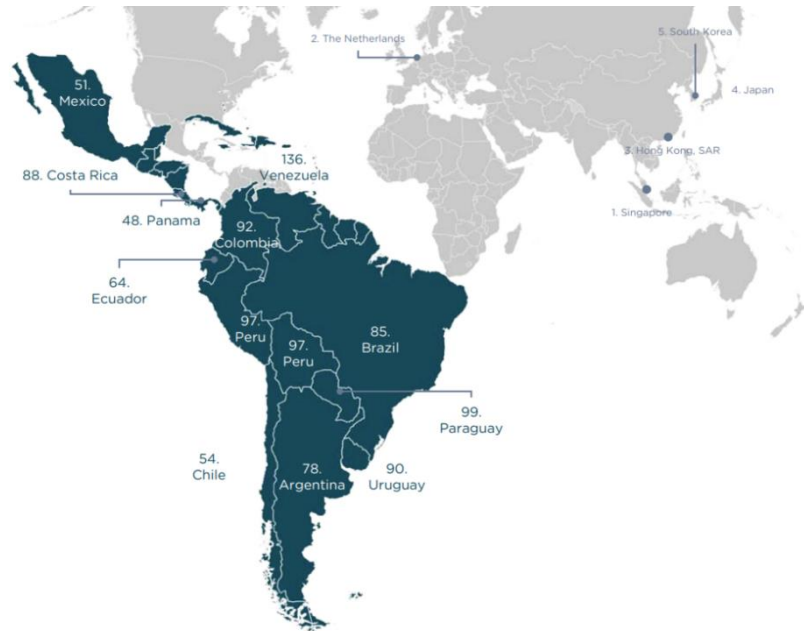 2. The Netherlands
5. South Korea
4. Japan
3. Hong Kong, SAR
1. Singapore
51.
Mexico
136.
Venezuela
88. Costa Rica
48. Panama
92.
Colombia
64.
Ecuador
97.
Peru
97.
Peru
85.
Brazil
99.
Paraguay
54.
Chile
78.
Argentina
90.
Uruguay